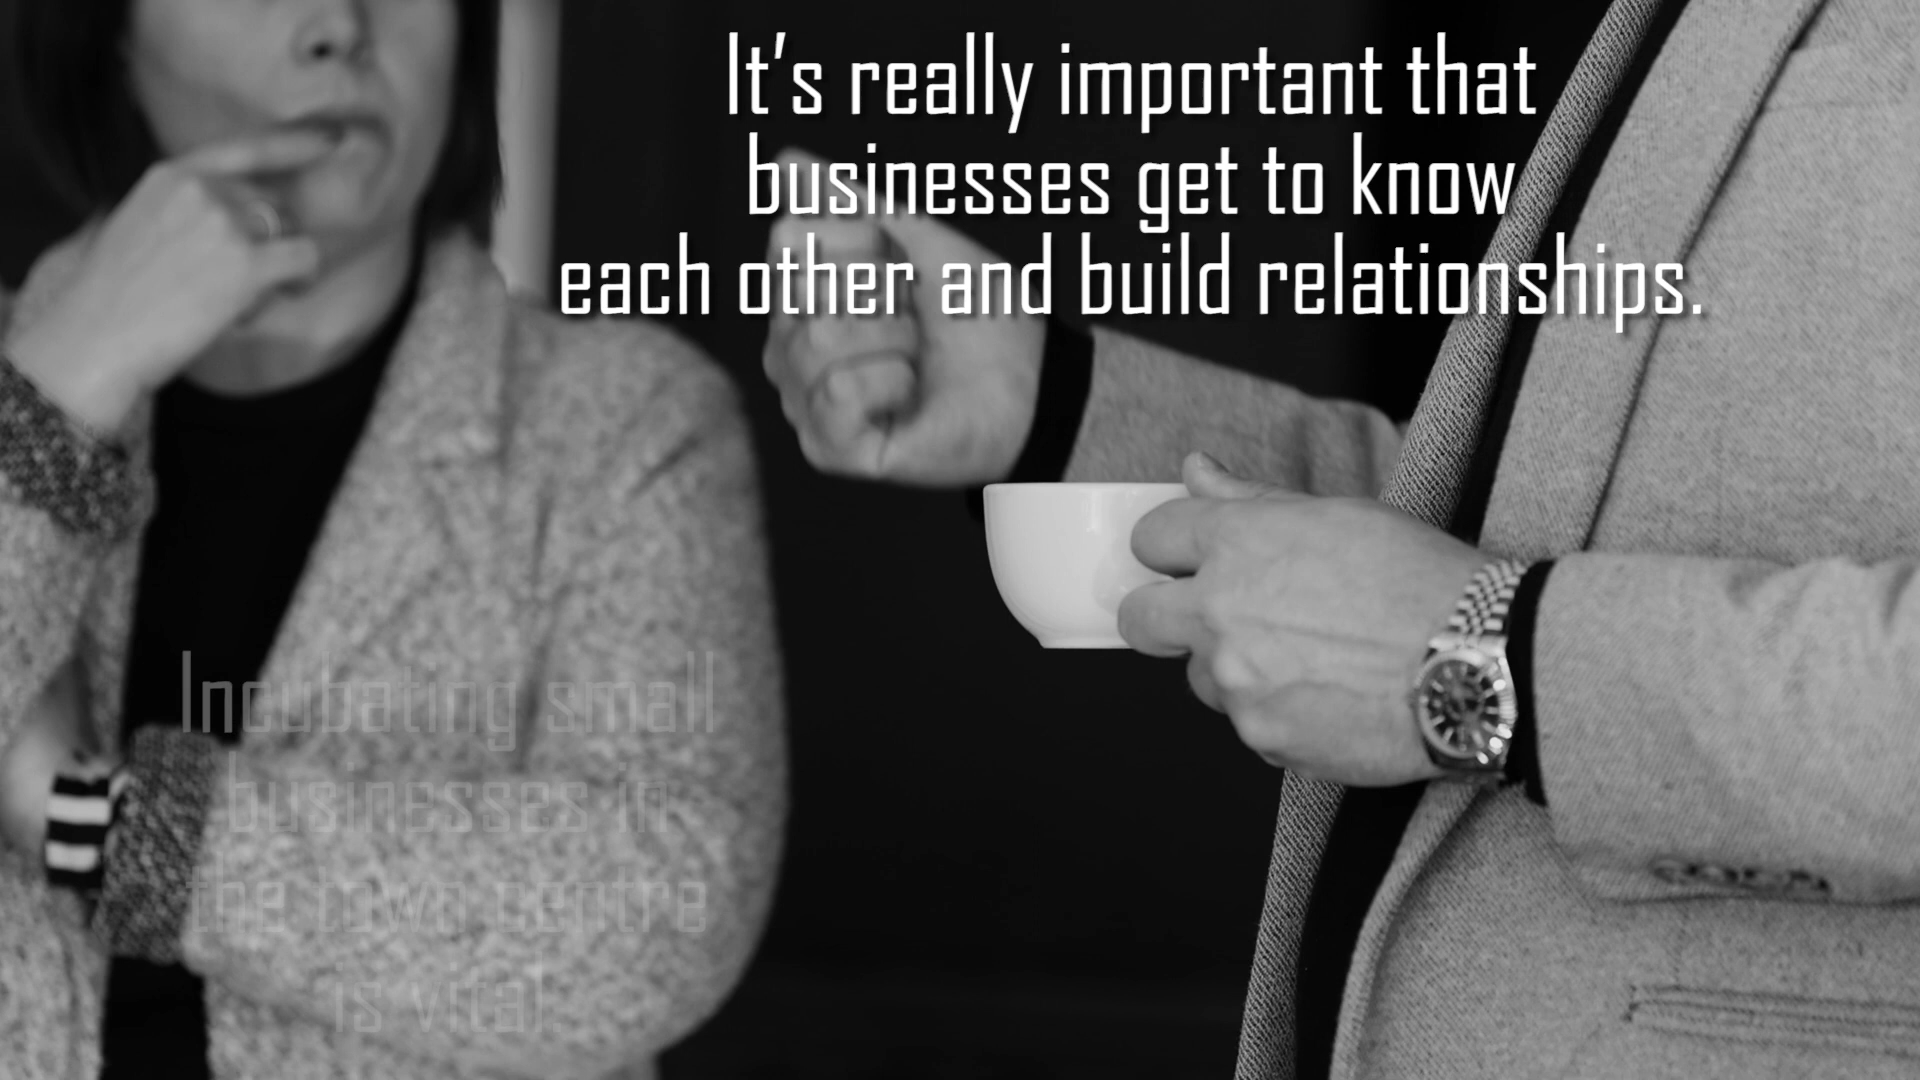 It’s really important that
businesses get to know
each other and build relationships.
Incubating small
businesses in
the town centre
is vital.